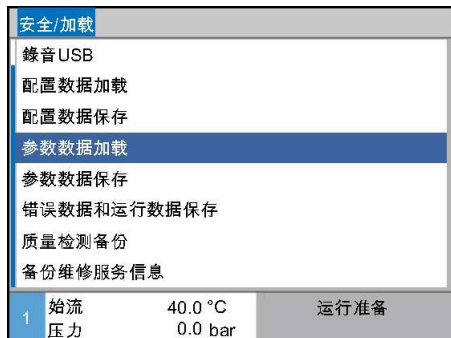 安全/加载
錄音USB
配置数据加载
配置数据保存
参数数据加载
参数数据保存
错误数据和运行数据保存
质量检测备份
备份维修服务信息
1 始流 40.0 °C 运行准备
压力 0.0 bar